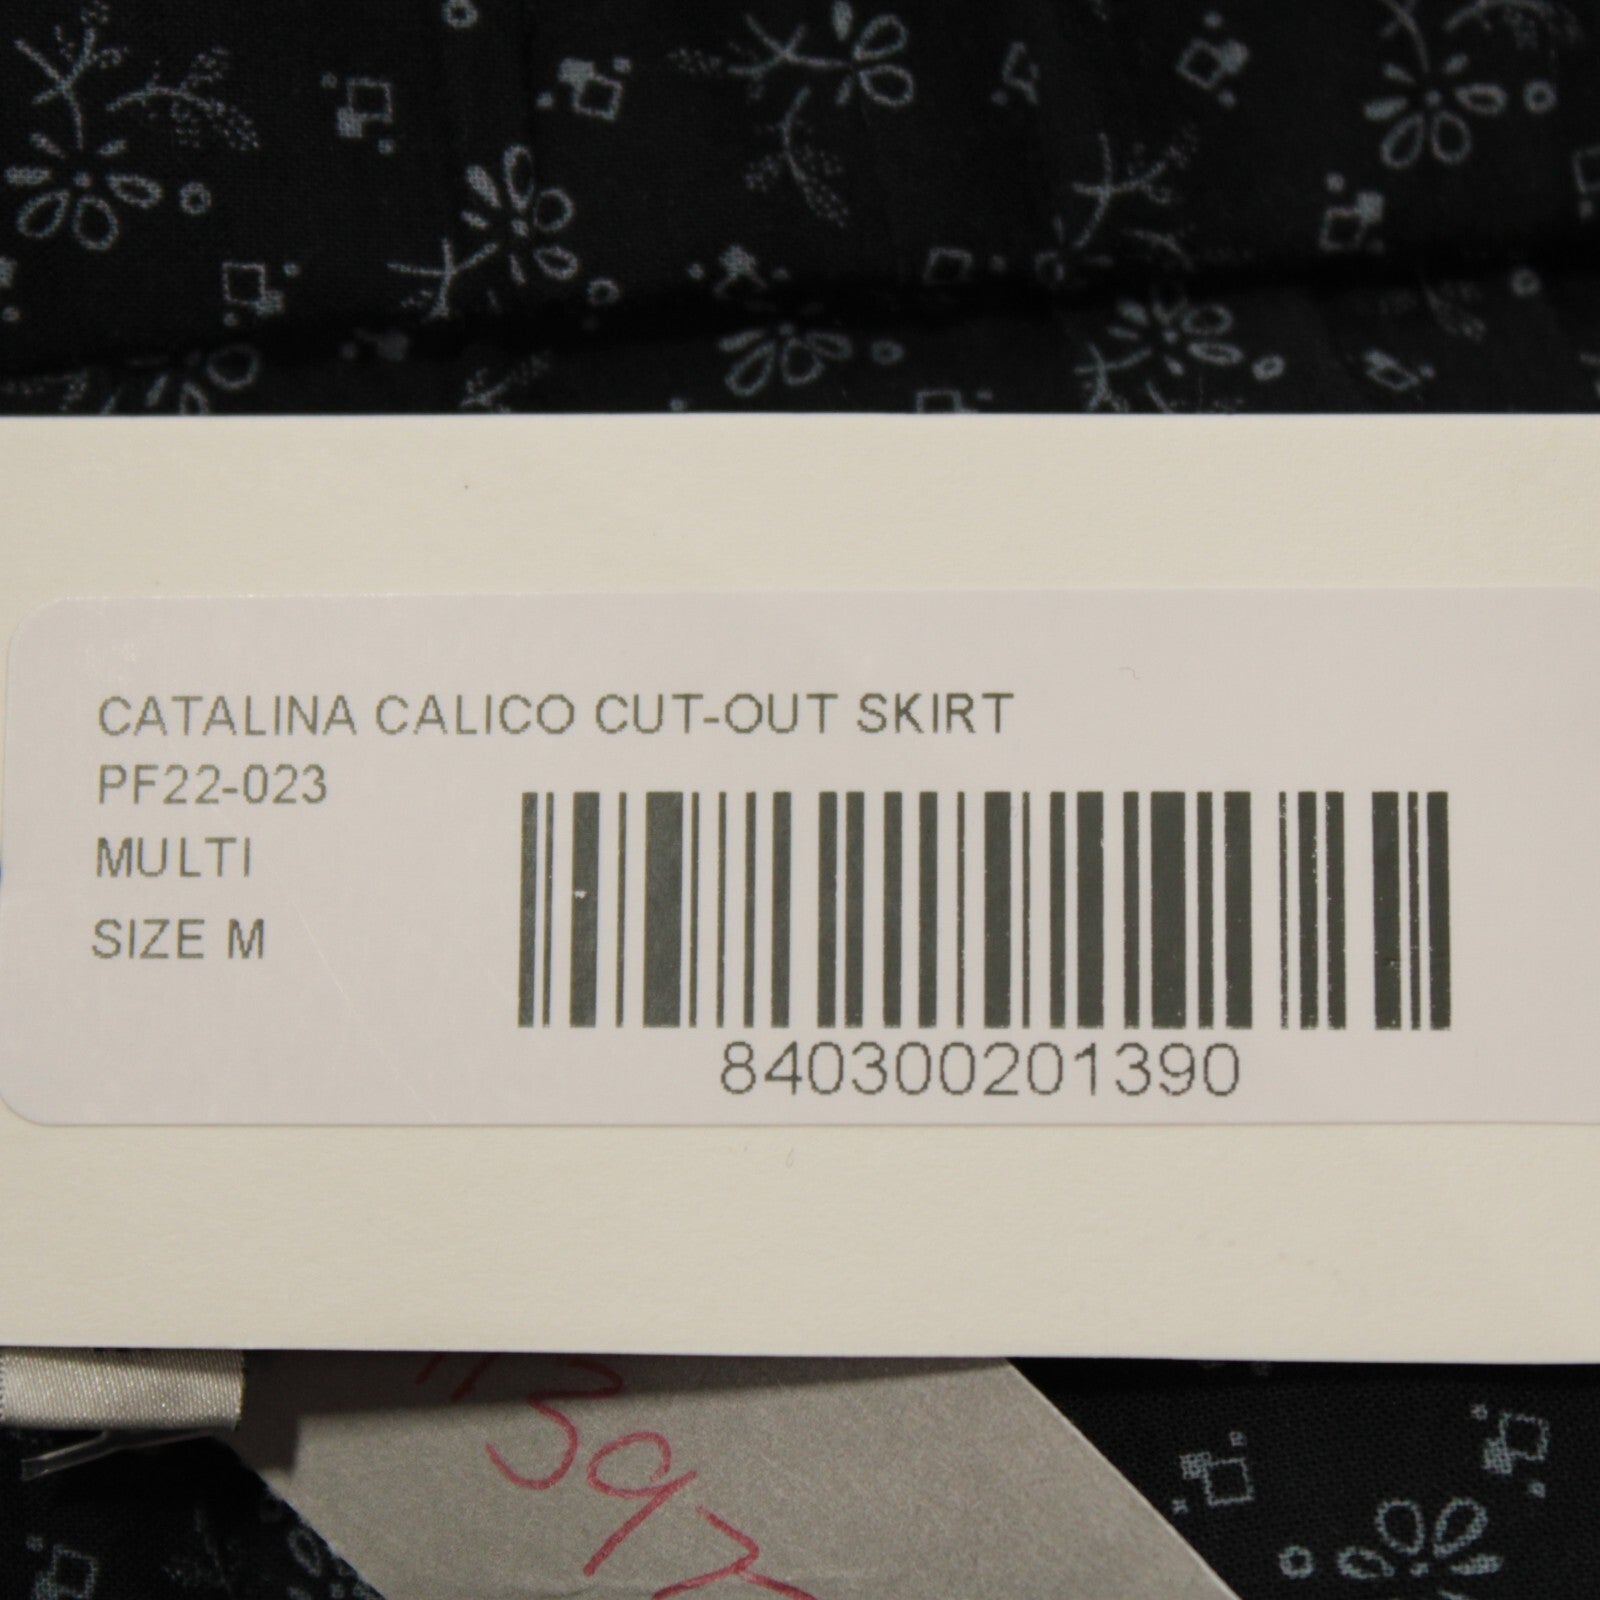 CATALINA CALICO CUT-OUT SKIRT
PF22-023
MULTI
SIZE M
840300201390